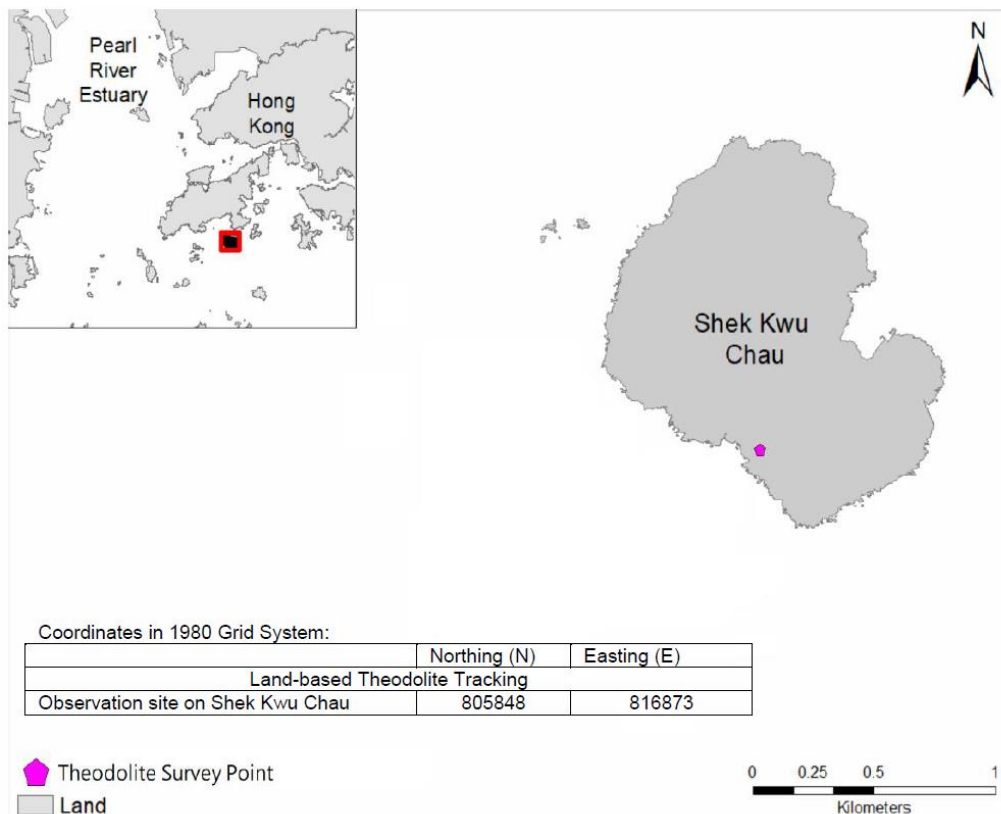 Pearl
River
Estuary
Hong
Kong
N
Shek Kwu
Chau
Coordinates in 1980 Grid System:
Northing (N) Easting (E)
Land-based Theodolite Tracking
Observation site on Shek Kwu Chau 805848 816873
Theodolite Survey Point
Land
0 0.25 0.5 1
Kilometers